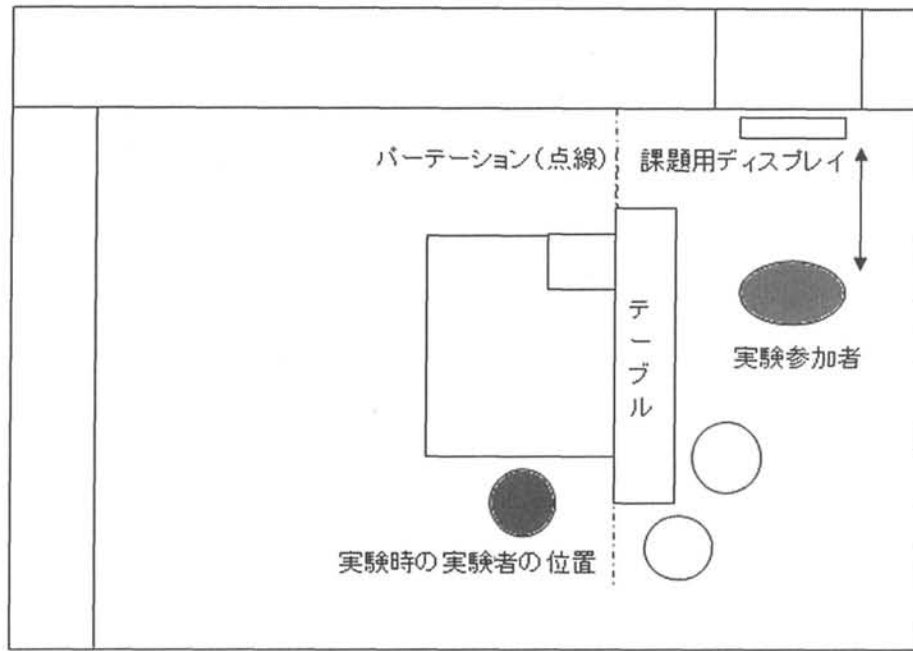 パーテーション(点線)
課題用ディスプレイ
テーブル
実験参加者
実験時の実験者の位置